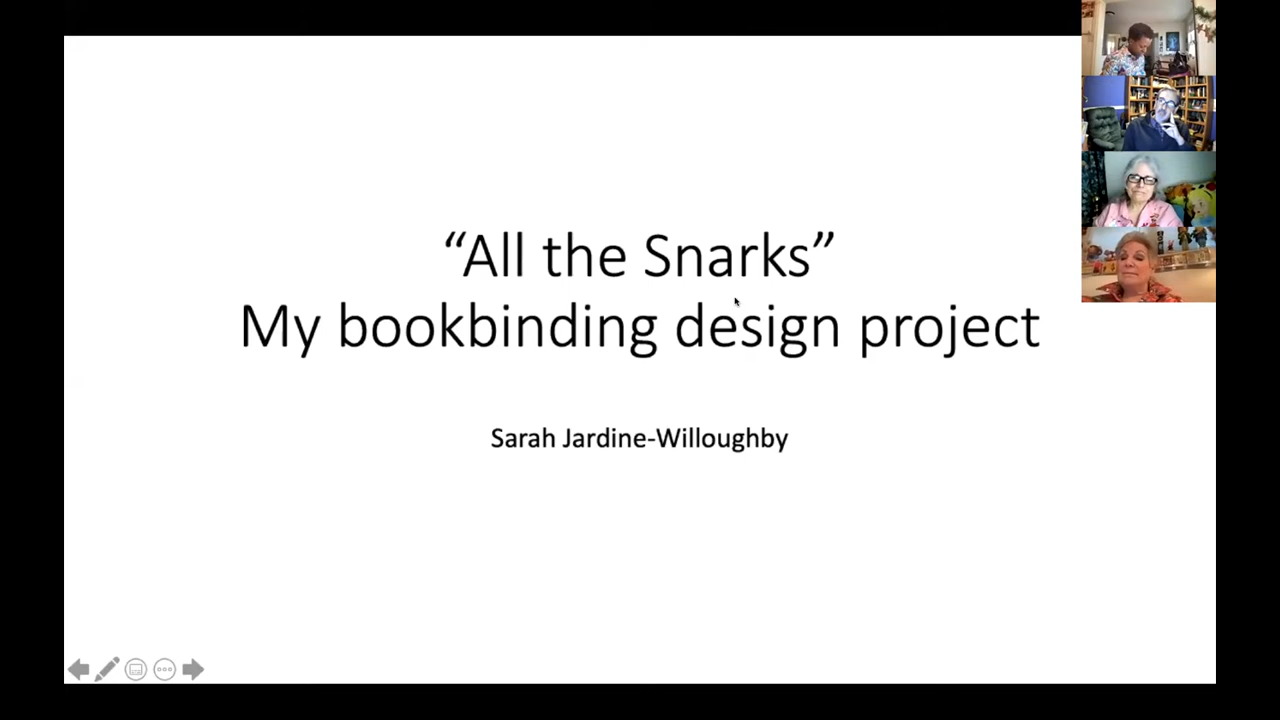 “All the Snarks”
My bookbinding design project
Sarah Jardine-Willoughby